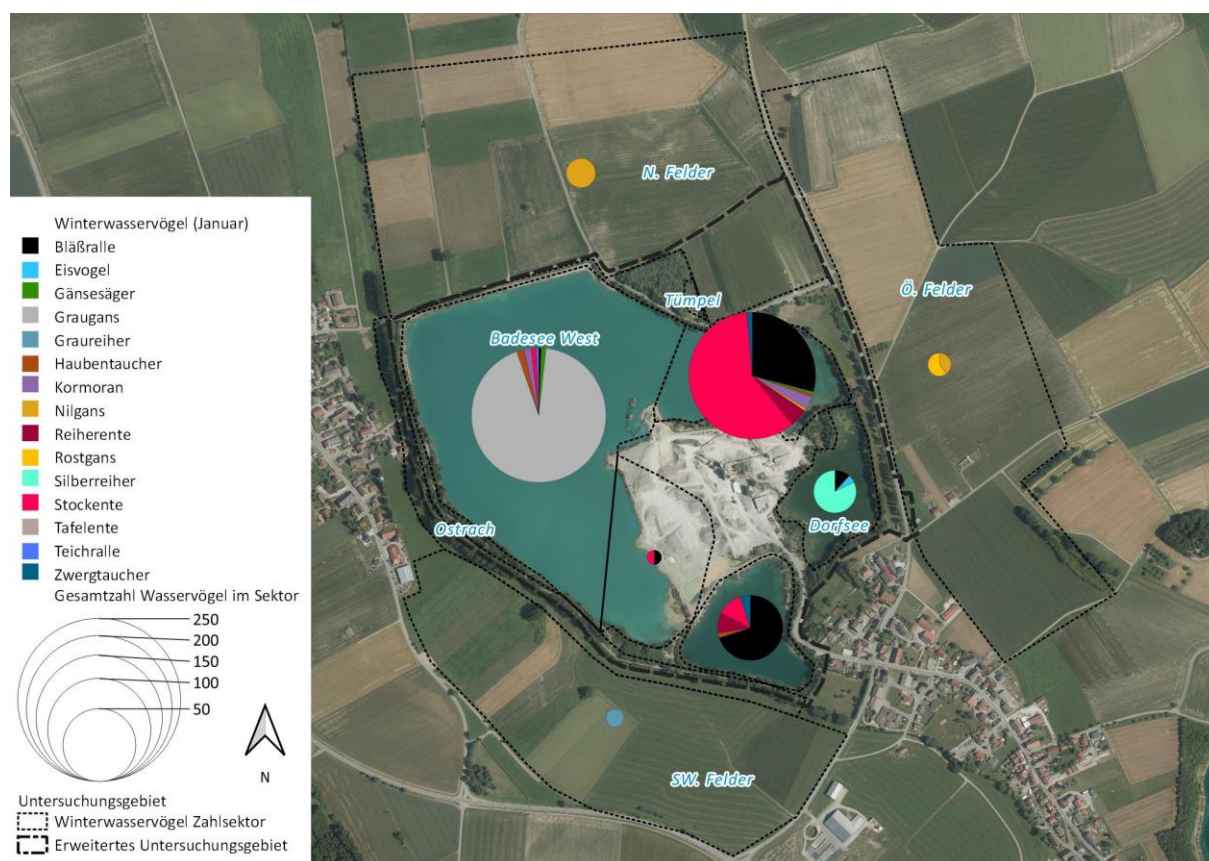 Winterwasservögel (Januar)
Bläßralle
Eisvogel
Gänsesäger
Graugans
Graureiher
Haubentaucher
Kormoran
Nilgans
Reiherente
Rostgans
Silberreiher
Stockente
Tafelente
Teichralle
Zwergtaucher
Gesamtzahl Wasservögel im Sektor
250
200
150
100
50
N
Untersuchungsgebiet
Winterwasservögel Zahlsektor
Erweitertes Untersuchungsgebiet
N. Felder
Ö. Felder
Tümpel
Badesee West
Dorfsee
Ostrach
SW. Felder